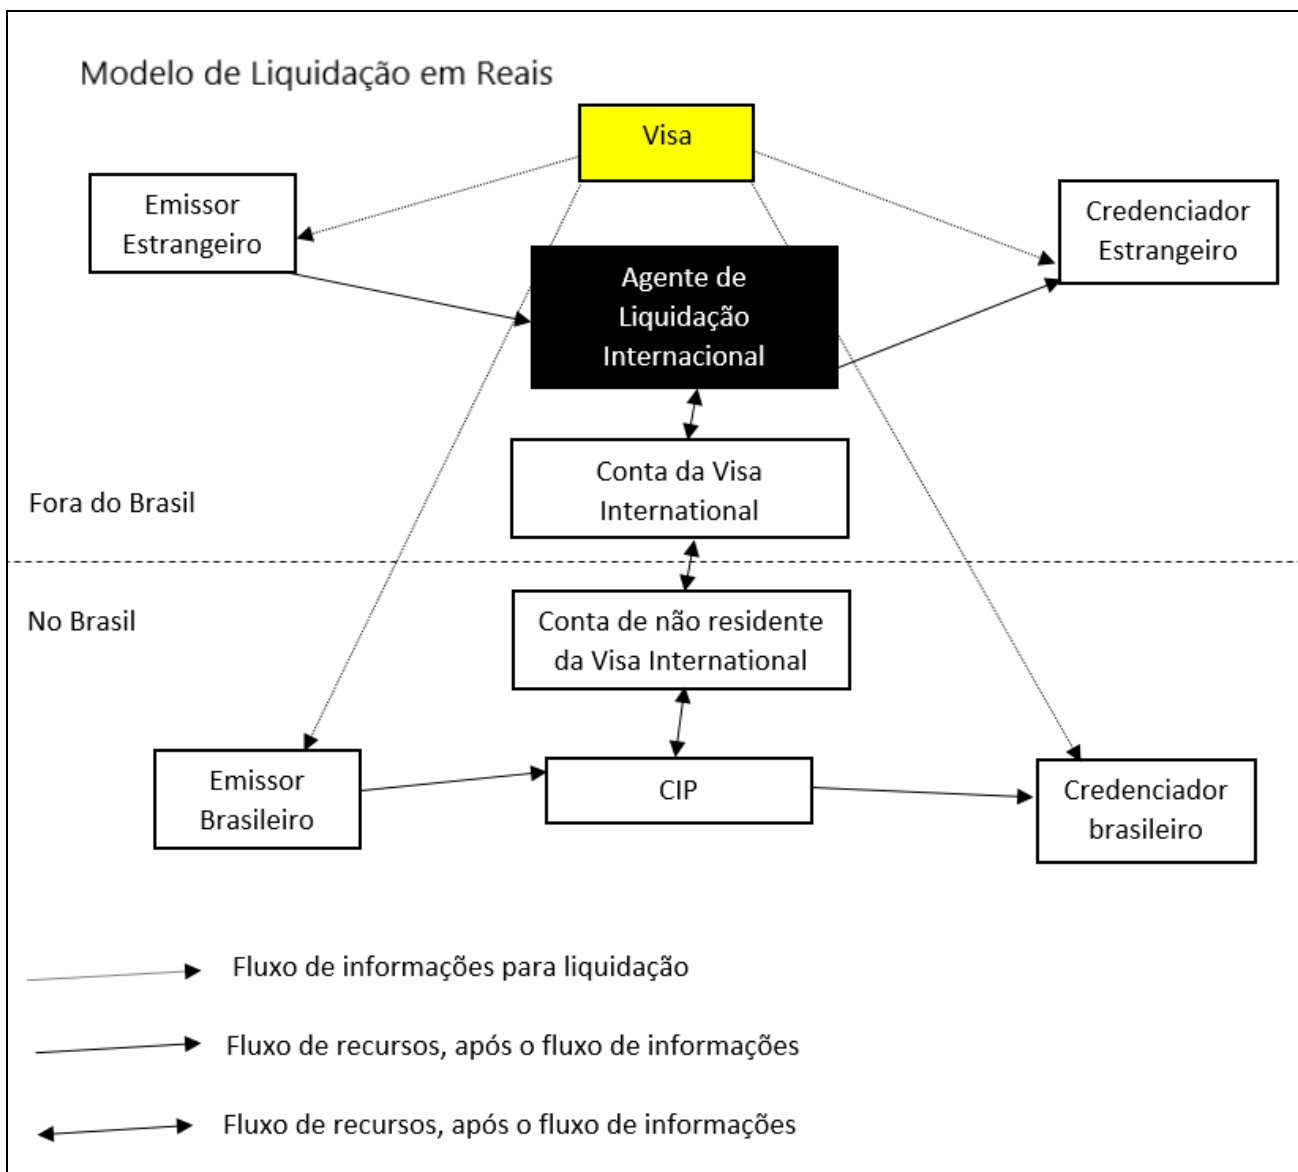 Modelo de Liquidação em Reais
Visa
Emissor
Estrangeiro
Credenciador
Estrangeiro
Agente de
Liquidação
Internacional
Conta da Visa
International
Fora do Brasil
No Brasil
Conta de não residente
da Visa International
Emissor
Brasileiro
CIP
Credenciador
brasileiro
Fluxo de informações para liquidação
Fluxo de recursos, após o fluxo de informações
Fluxo de recursos, após o fluxo de informações